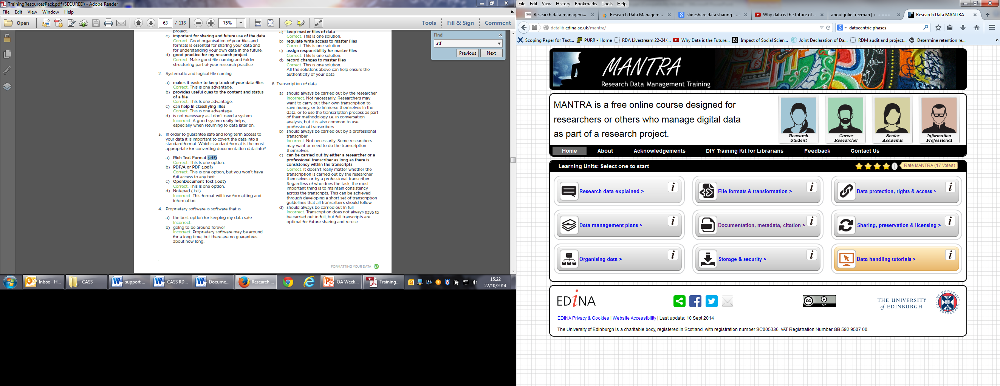 TrainingResourcesPack.pdf (SECURED) - Adobe Reader
File Edit View Window Help
Open 63 / 118 75% Tools Fill & Sign Comment
Find
.rtf
Previous Next
project.
c) important for sharing and future use of the data
Correct. Good organisation of your files and
formats is essential for sharing your data and
for understanding your own data in the future.
d) good practice for my research project
Correct. Make good file naming and folder
structuring part of your research practice
2. Systematic and logical file naming
a) makes it easier to keep track of your data files
Correct. This is one advantage.
b) provides useful cues to the content and status
of a file
Correct. This is one advantage.
c) can help in classifying files
Correct. This is one advantage.
d) is not necessary as I don't need a system
Incorrect. A good system really helps,
especially when returning to data later on.
3. In order to guarantee safe and long term access to
your data it is important to covert the data into a
standard format. Which standard format is the most
appropriate for converting documentation data into?
a) Rich Text Format (.rtf)
Correct. This is one option.
b) PDF/A or PDF (.pdf)
Correct. This is one option, but you won't have
full access to any text.
c) OpenDocument Text (.odt)
Correct. This is one option.
d) Notepad (.txt)
Incorrect. This format will lose formatting and
information.
4. Proprietary software is software that is
a) the best option for keeping my data safe
Incorrect.
b) going to be around forever
Incorrect. Proprietary software may be around
for a long time, but there are no guarantees
about how long.
a) keep master files of data
Correct. This is one solution.
b) regulate write access to master files
Correct. This is one solution.
c) assign responsibility for master files
Correct. This is one solution.
d) record changes to master files
Correct. This is one solution.
All the solutions above can help ensure the
authenticity of your data
6. Transcription of data
a) should always be carried out by the researcher
Incorrect. Not necessarily. Researchers may
want to carry out their own transcription to
save money, or to immerse themselves in the
data, or to use the transcription process as part
of their methodology i.e. in conversation
analysis, but it is also common to use
professional transcribers.
b) should always be carried out by a professional
transcriber
Incorrect. Not necessarily. Some researchers
may want or need to do the transcription
themselves.
c) can be carried out by either a researcher or a
professional transcriber as long as there is
consistency within the transcripts
Correct. It doesn't really matter whether the
transcription is carried out by the researcher
themselves or by a professional transcriber.
Regardless of who does the task, the most
important thing is to maintain consistency
across the transcripts. This can be achieved
through developing a short set of transcription
guidelines that all transcribers should follow.
d) should always be carried out in full
Incorrect. Transcription does not always have to
be carried out in full, but full transcripts are
optimal for future sharing and re-use.
FORMATTING YOUR DATA 57
Inbox - H... CASS support ... CASS RD... Docume... Research ... OA Week... Training...
15:22
22/10/2014
File Edit View History Bookmarks Tools Help
Research data managem... Research Data Managem... slideshare data sharing - ... Why data is the future of ... about julie freeman | + + +++ Research Data MANTRA
datalib.edina.ac.uk/mantra/ datacentric phases
Scoping Paper for Tact... PURR - Home RDA Livestream 22-24/... Why Data is the Future... Impact of Social Scien... Joint Declaration of Da... RDM audit and project... Determine retention re...
MANTRA
Research Data Management Training
MANTRA is a free online course designed for
researchers or others who manage digital data
as part of a research project.
Research
Student
Career
Researcher
Senior
Academic
Information
Professional
Home About Acknowledgements DIY Training Kit for Librarians Feedback Contact Us
Learning Units: Select one to start
Rate MANTRA (17 Votes)
Research data explained > File formats & transformation > Data protection, rights & access >
Data management plans > Documentation, metadata, citation > Sharing, preservation & licensing >
Organising data > Storage & security > Data handling tutorials >
EDiNA
cc BY
THE UNIVERSITY
of EDINBURGH
EDINA Privacy & Cookies | Website Accessibility | Last update: 10 Sept 2014
The University of Edinburgh is a charitable body, registered in Scotland, with registration number SC005336, VAT Registration Number GB 592 9507 00.